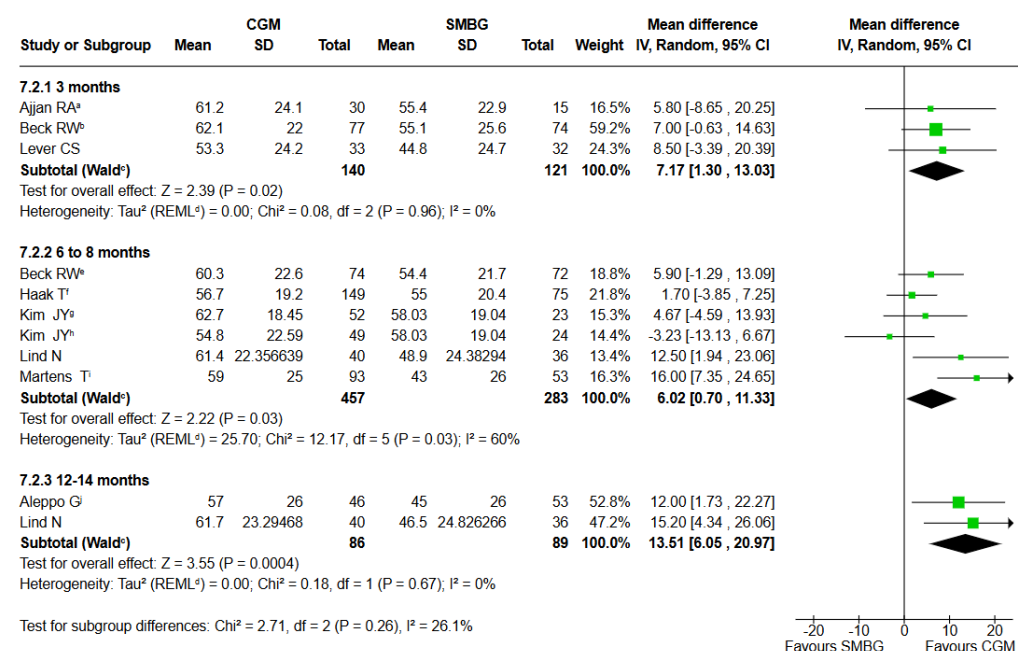 CGM SMBG Mean difference Mean difference
Study or Subgroup Mean SD Total Mean SD Total Weight IV, Random, 95% CI IV, Random, 95% CI
7.2.1 3 months
Ajjan RAᵃ 61.2 24.1 30 55.4 22.9 15 16.5% 5.80 [-8.65 , 20.25]
Beck RWᵇ 62.1 22 77 55.1 25.6 74 59.2% 7.00 [-0.63 , 14.63]
Lever CS 53.3 24.2 33 44.8 24.7 32 24.3% 8.50 [-3.39 , 20.39]
Subtotal (Waldᶜ) 140 121 100.0% 7.17 [1.30 , 13.03]
Test for overall effect: Z = 2.39 (P = 0.02)
Heterogeneity: Tau² (REMLᵈ) = 0.00; Chi² = 0.08, df = 2 (P = 0.96); I² = 0%
7.2.2 6 to 8 months
Beck RWᵉ 60.3 22.6 74 54.4 21.7 72 18.8% 5.90 [-1.29 , 13.09]
Haak Tᶠ 56.7 19.2 149 55 20.4 75 21.8% 1.70 [-3.85 , 7.25]
Kim JYᵍ 62.7 18.45 52 58.03 19.04 23 15.3% 4.67 [-4.59 , 13.93]
Kim JYʰ 54.8 22.59 49 58.03 19.04 24 14.4% -3.23 [-13.13 , 6.67]
Lind N 61.4 22.356639 40 48.9 24.38294 36 13.4% 12.50 [1.94 , 23.06]
Martens Tⁱ 59 25 93 43 26 53 16.3% 16.00 [7.35 , 24.65]
Subtotal (Waldᶜ) 457 283 100.0% 6.02 [0.70 , 11.33]
Test for overall effect: Z = 2.22 (P = 0.03)
Heterogeneity: Tau² (REMLᵈ) = 25.70; Chi² = 12.17, df = 5 (P = 0.03); I² = 60%
7.2.3 12-14 months
Aleppo Gʲ 57 26 46 45 26 53 52.8% 12.00 [1.73 , 22.27]
Lind N 61.7 23.29468 40 46.5 24.826266 36 47.2% 15.20 [4.34 , 26.06]
Subtotal (Waldᶜ) 86 89 100.0% 13.51 [6.05 , 20.97]
Test for overall effect: Z = 3.55 (P = 0.0004)
Heterogeneity: Tau² (REMLᵈ) = 0.00; Chi² = 0.18, df = 1 (P = 0.67); I² = 0%
Test for subgroup differences: Chi² = 2.71, df = 2 (P = 0.26), I² = 26.1%
-20 -10 0 10 20
Favours SMBG Favours CGM